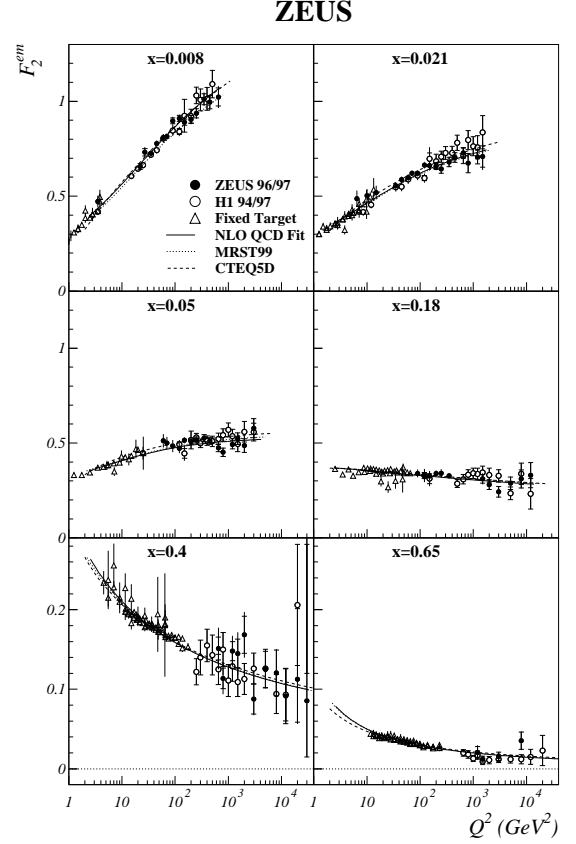 ZEUS
F₂ᵉᵐ
x=0.008
x=0.021
1
0.5
0
ZEUS 96/97
H1 94/97
Fixed Target
NLO QCD Fit
MRST99
CTEQ5D
x=0.05
x=0.18
1
0.5
0
x=0.4
x=0.65
0.2
0.1
0
1 10 10² 10³ 10⁴ 1 10 10² 10³ 10⁴
Q² (GeV²)